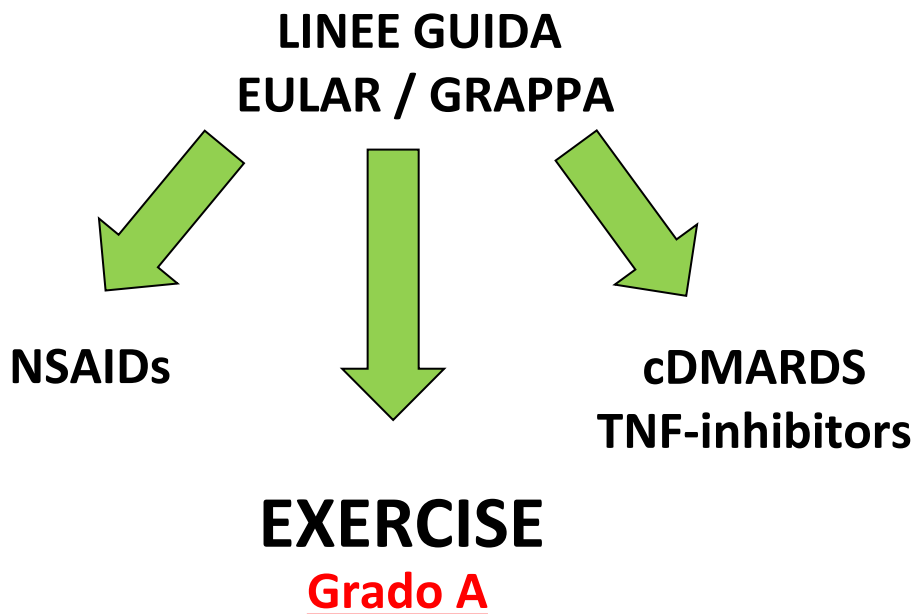 LINEE GUIDA
EULAR / GRAPPA
NSAIDs
cDMARDS
TNF-inhibitors
EXERCISE
Grado A